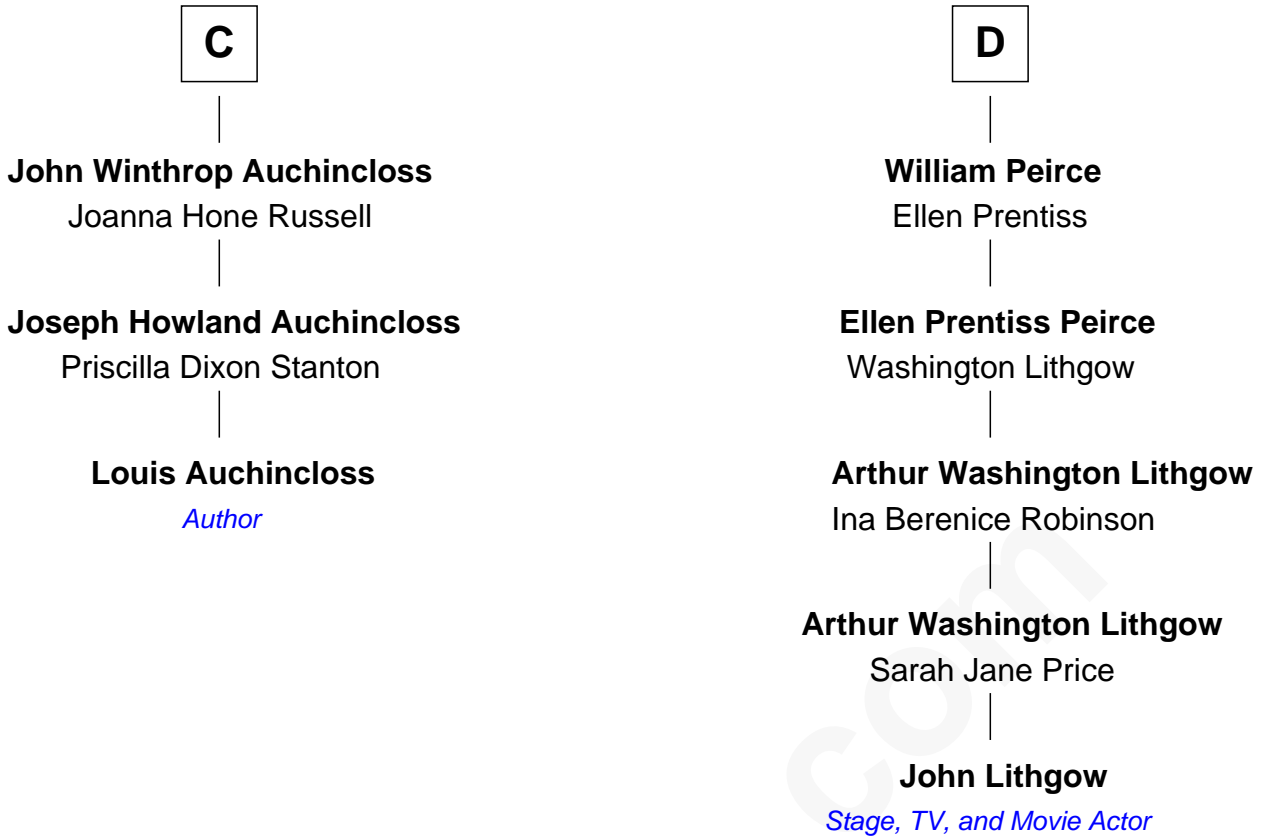 C
John Winthrop Auchincloss
Joanna Hone Russell
Joseph Howland Auchincloss
Priscilla Dixon Stanton
Louis Auchincloss
Author
D
William Peirce
Ellen Prentiss
Ellen Prentiss Peirce
Washington Lithgow
Arthur Washington Lithgow
Ina Berenice Robinson
Arthur Washington Lithgow
Sarah Jane Price
John Lithgow
Stage, TV, and Movie Actor
com